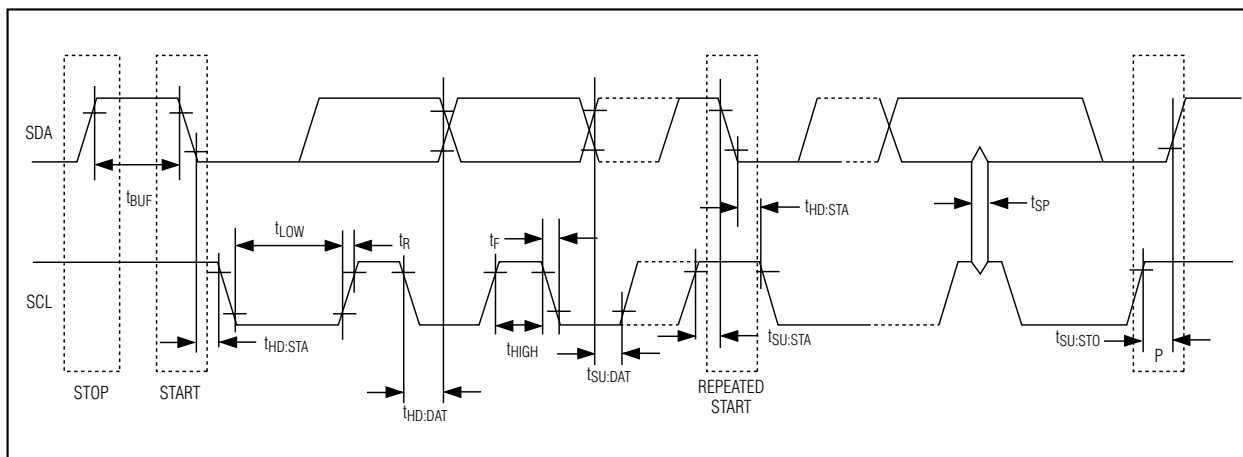 SDA
tBUF
tHD:STA
tSP
tLOW
tR
tF
SCL
tHD:STA
tHIGH
tSU:STA
tSU:STO
P
tSU:DAT
STOP
START
REPEATED
START
tHD:DAT